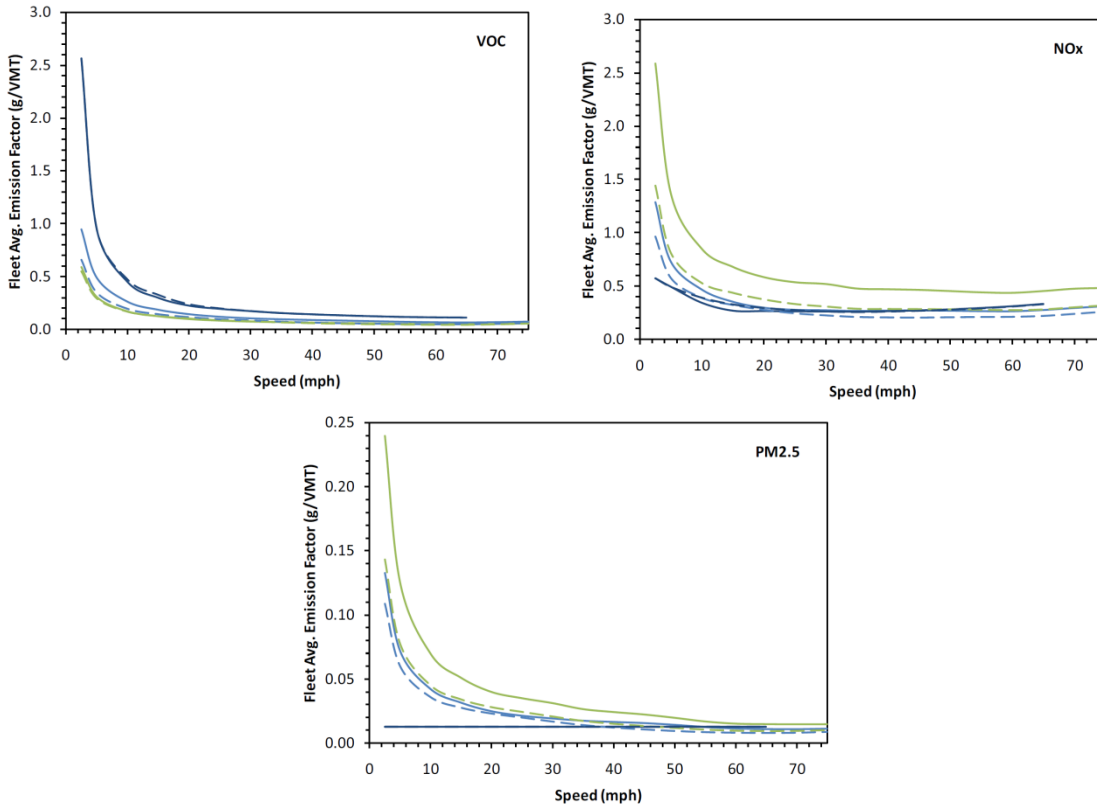 VOC
Fleet Avg. Emission Factor (g/VMT)
3.0
2.5
2.0
1.5
1.0
0.5
0.0
0 10 20 30 40 50 60 70
Speed (mph)
NOx
Fleet Avg. Emission Factor (g/VMT)
3.0
2.5
2.0
1.5
1.0
0.5
0.0
0 10 20 30 40 50 60 70
Speed (mph)
PM2.5
Fleet Avg. Emission Factor (g/VMT)
0.25
0.20
0.15
0.10
0.05
0.00
0 10 20 30 40 50 60 70
Speed (mph)